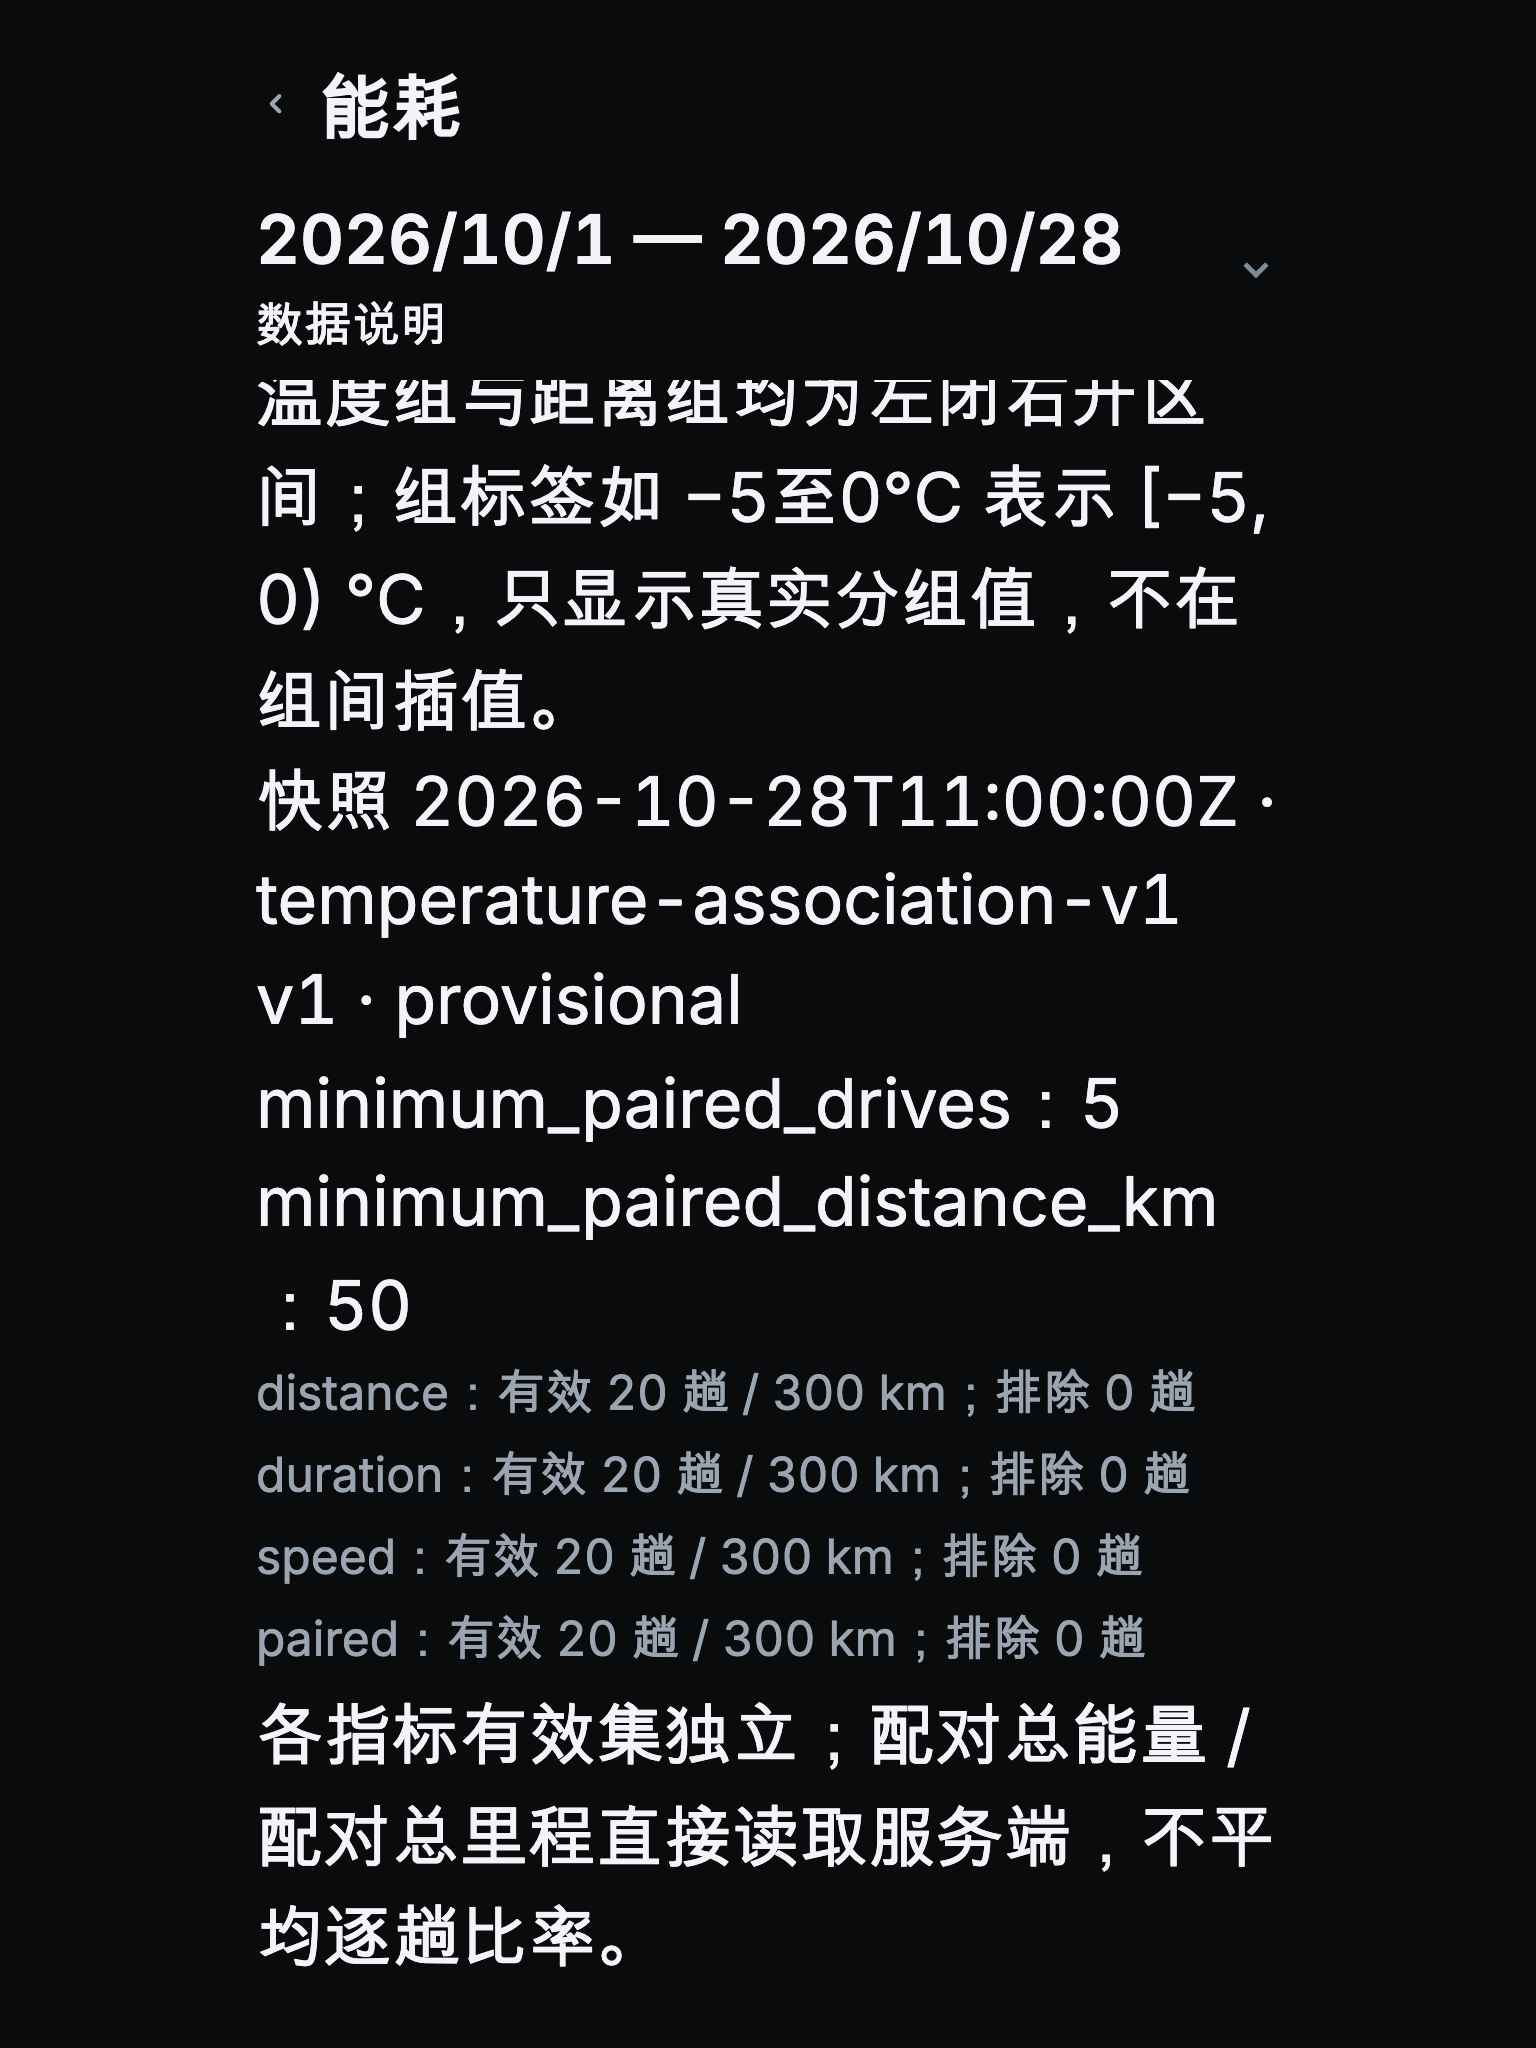 能耗
2026/10/1 — 2026/10/28
数据说明
温度组与距离组均为左闭右开区
间；组标签如 −5至0°C 表示 [−5,
0) °C，只显示真实分组值，不在
组间插值。
快照 2026-10-28T11:00:00Z ·
temperature-association-v1
v1 · provisional
minimum_paired_drives：5
minimum_paired_distance_km
：50
distance：有效 20 趟 / 300 km；排除 0 趟
duration：有效 20 趟 / 300 km；排除 0 趟
speed：有效 20 趟 / 300 km；排除 0 趟
paired：有效 20 趟 / 300 km；排除 0 趟
各指标有效集独立；配对总能量 /
配对总里程直接读取服务端，不平
均逐趟比率。